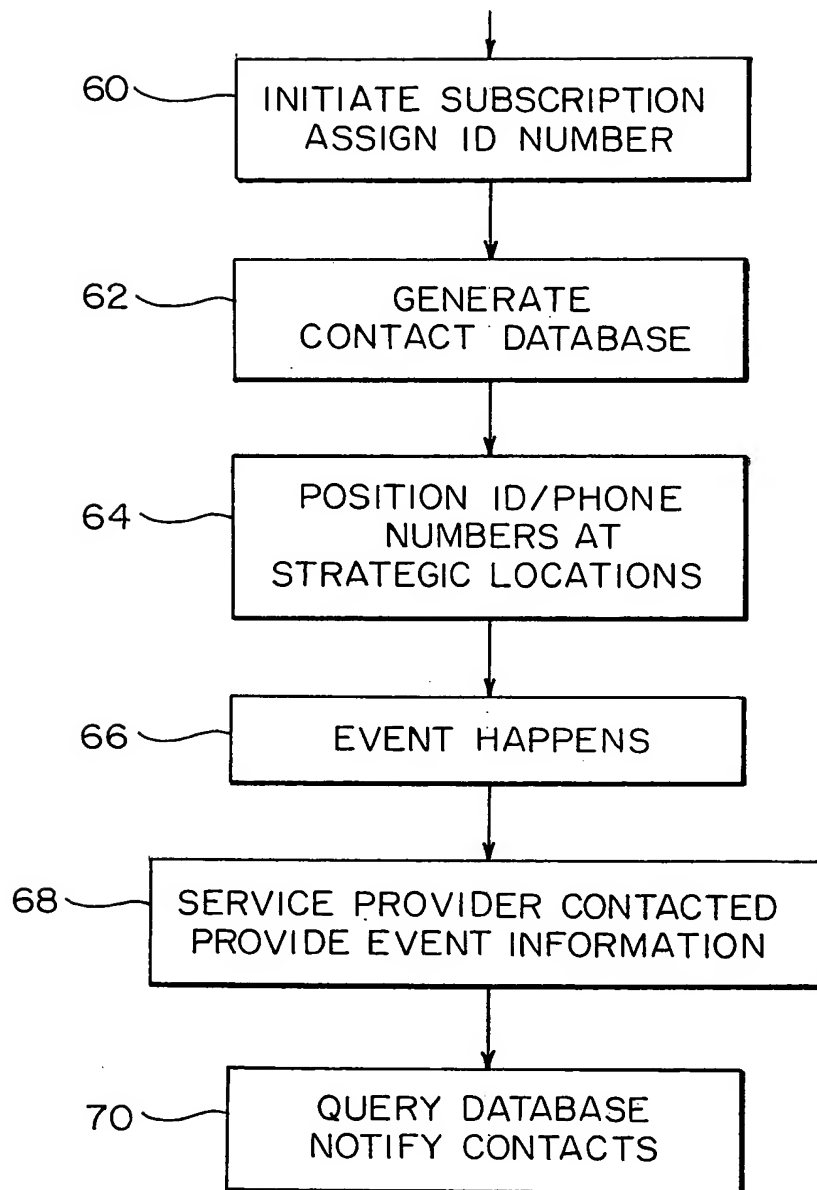 60
INITIATE SUBSCRIPTION
ASSIGN ID NUMBER
62
GENERATE
CONTACT DATABASE
64
POSITION ID/PHONE
NUMBERS AT
STRATEGIC LOCATIONS
66
EVENT HAPPENS
68
SERVICE PROVIDER CONTACTED
PROVIDE EVENT INFORMATION
70
QUERY DATABASE
NOTIFY CONTACTS